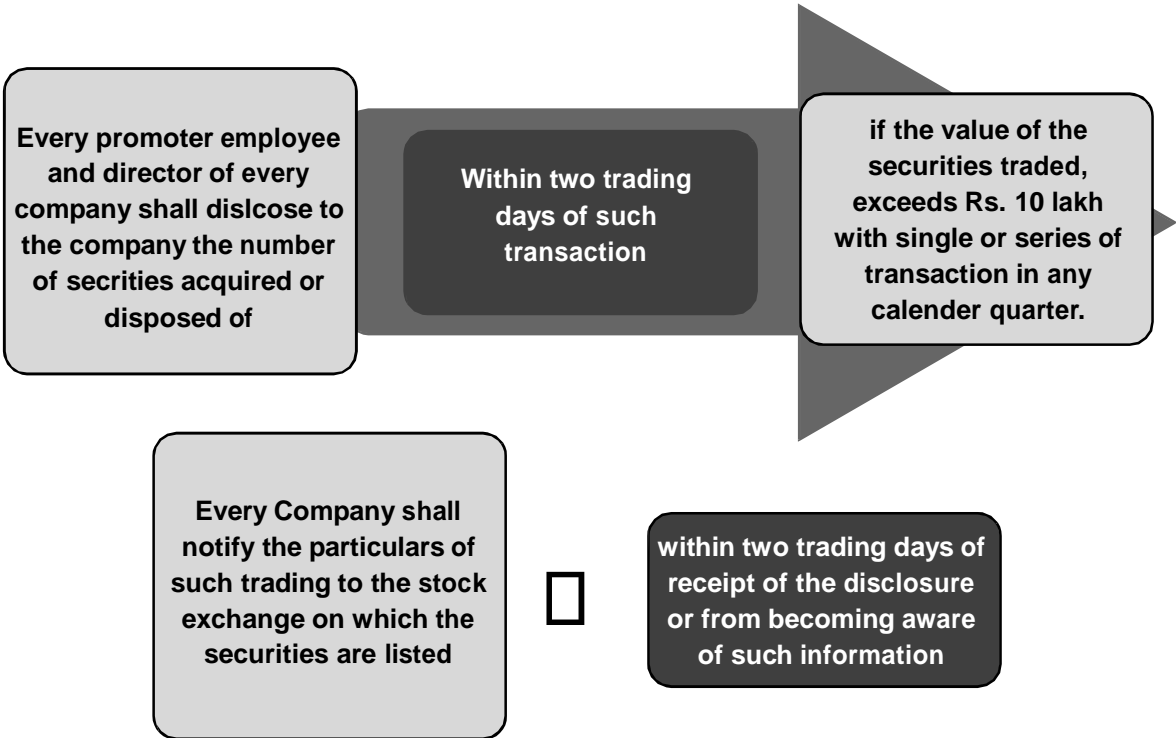 Every promoter employee
and director of every
company shall dislcose to
the company the number
of secrities acquired or
disposed of
Within two trading
days of such
transaction
if the value of the
securities traded,
exceeds Rs. 10 lakh
with single or series of
transaction in any
calender quarter.
Every Company shall
notify the particulars of
such trading to the stock
exchange on which the
securities are listed
within two trading days of
receipt of the disclosure
or from becoming aware
of such information